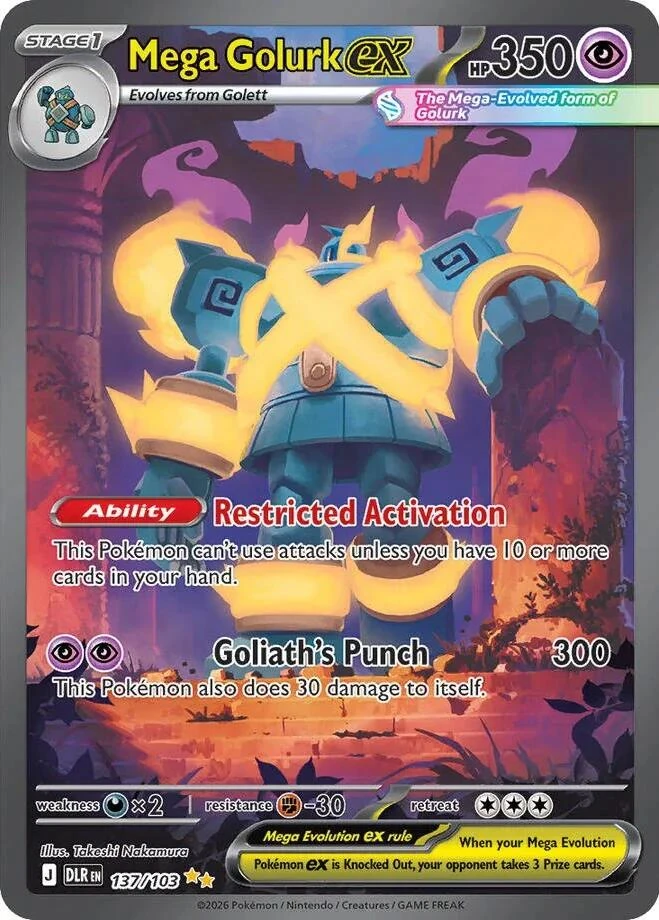 STAGE1
Mega Golurk ex
HP350
Evolves from Golett
The Mega-Evolved form of
Golurk
Ability Restricted Activation
This Pokémon can't use attacks unless you have 10 or more
cards in your hand.
Goliath's Punch 300
This Pokémon also does 30 damage to itself.
weakness ×2 resistance -30 retreat
Illus. Takeshi Nakamura
Mega Evolution ex rule
When your Mega Evolution
Pokémon ex is Knocked Out, your opponent takes 3 Prize cards.
J DLR EN 137/103
©2026 Pokémon / Nintendo / Creatures / GAME FREAK